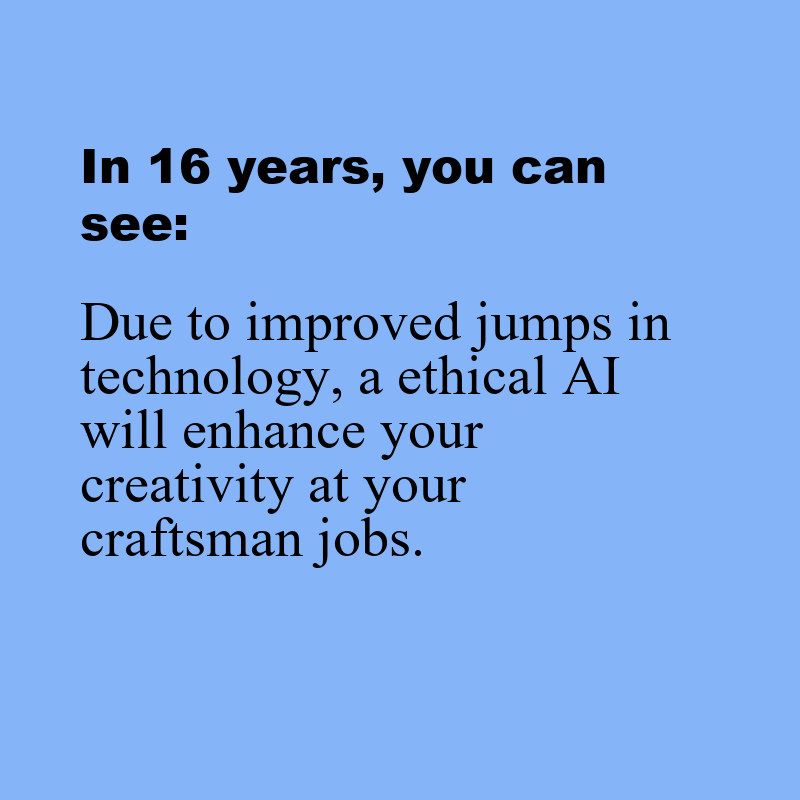 In 16 years, you can
see:
Due to improved jumps in
technology, a ethical AI
will enhance your
creativity at your
craftsman jobs.